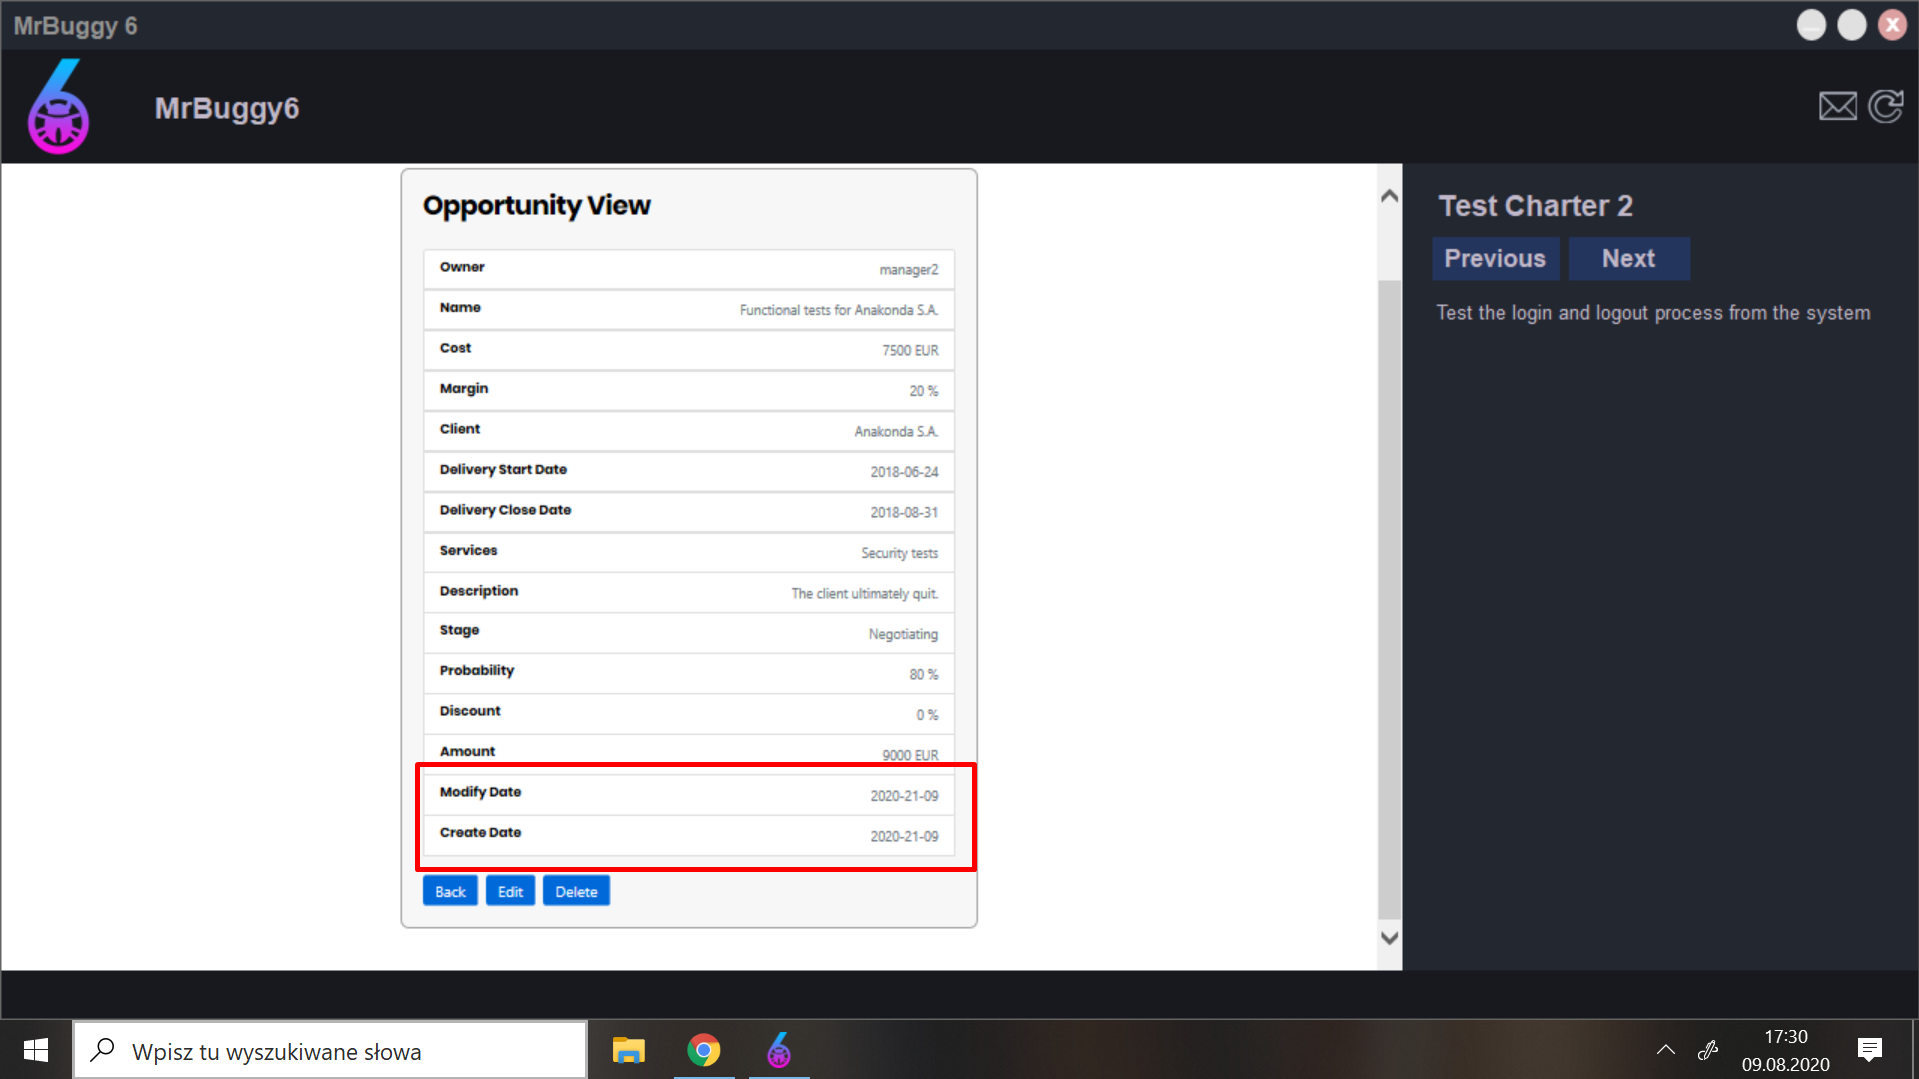 MrBuggy 6
MrBuggy6
Opportunity View
Owner manager2
Name Functional tests for Anakonda S.A.
Cost 7500 EUR
Margin 20 %
Client Anakonda S.A.
Delivery Start Date 2018-06-24
Delivery Close Date 2018-08-31
Services Security tests
Description The client ultimately quit.
Stage Negotiating
Probability 80 %
Discount 0 %
Amount 9000 EUR
Modify Date 2020-21-09
Create Date 2020-21-09
Back Edit Delete
Test Charter 2
Previous Next
Test the login and logout process from the system
Wpisz tu wyszukiwane słowa
17:30
09.08.2020